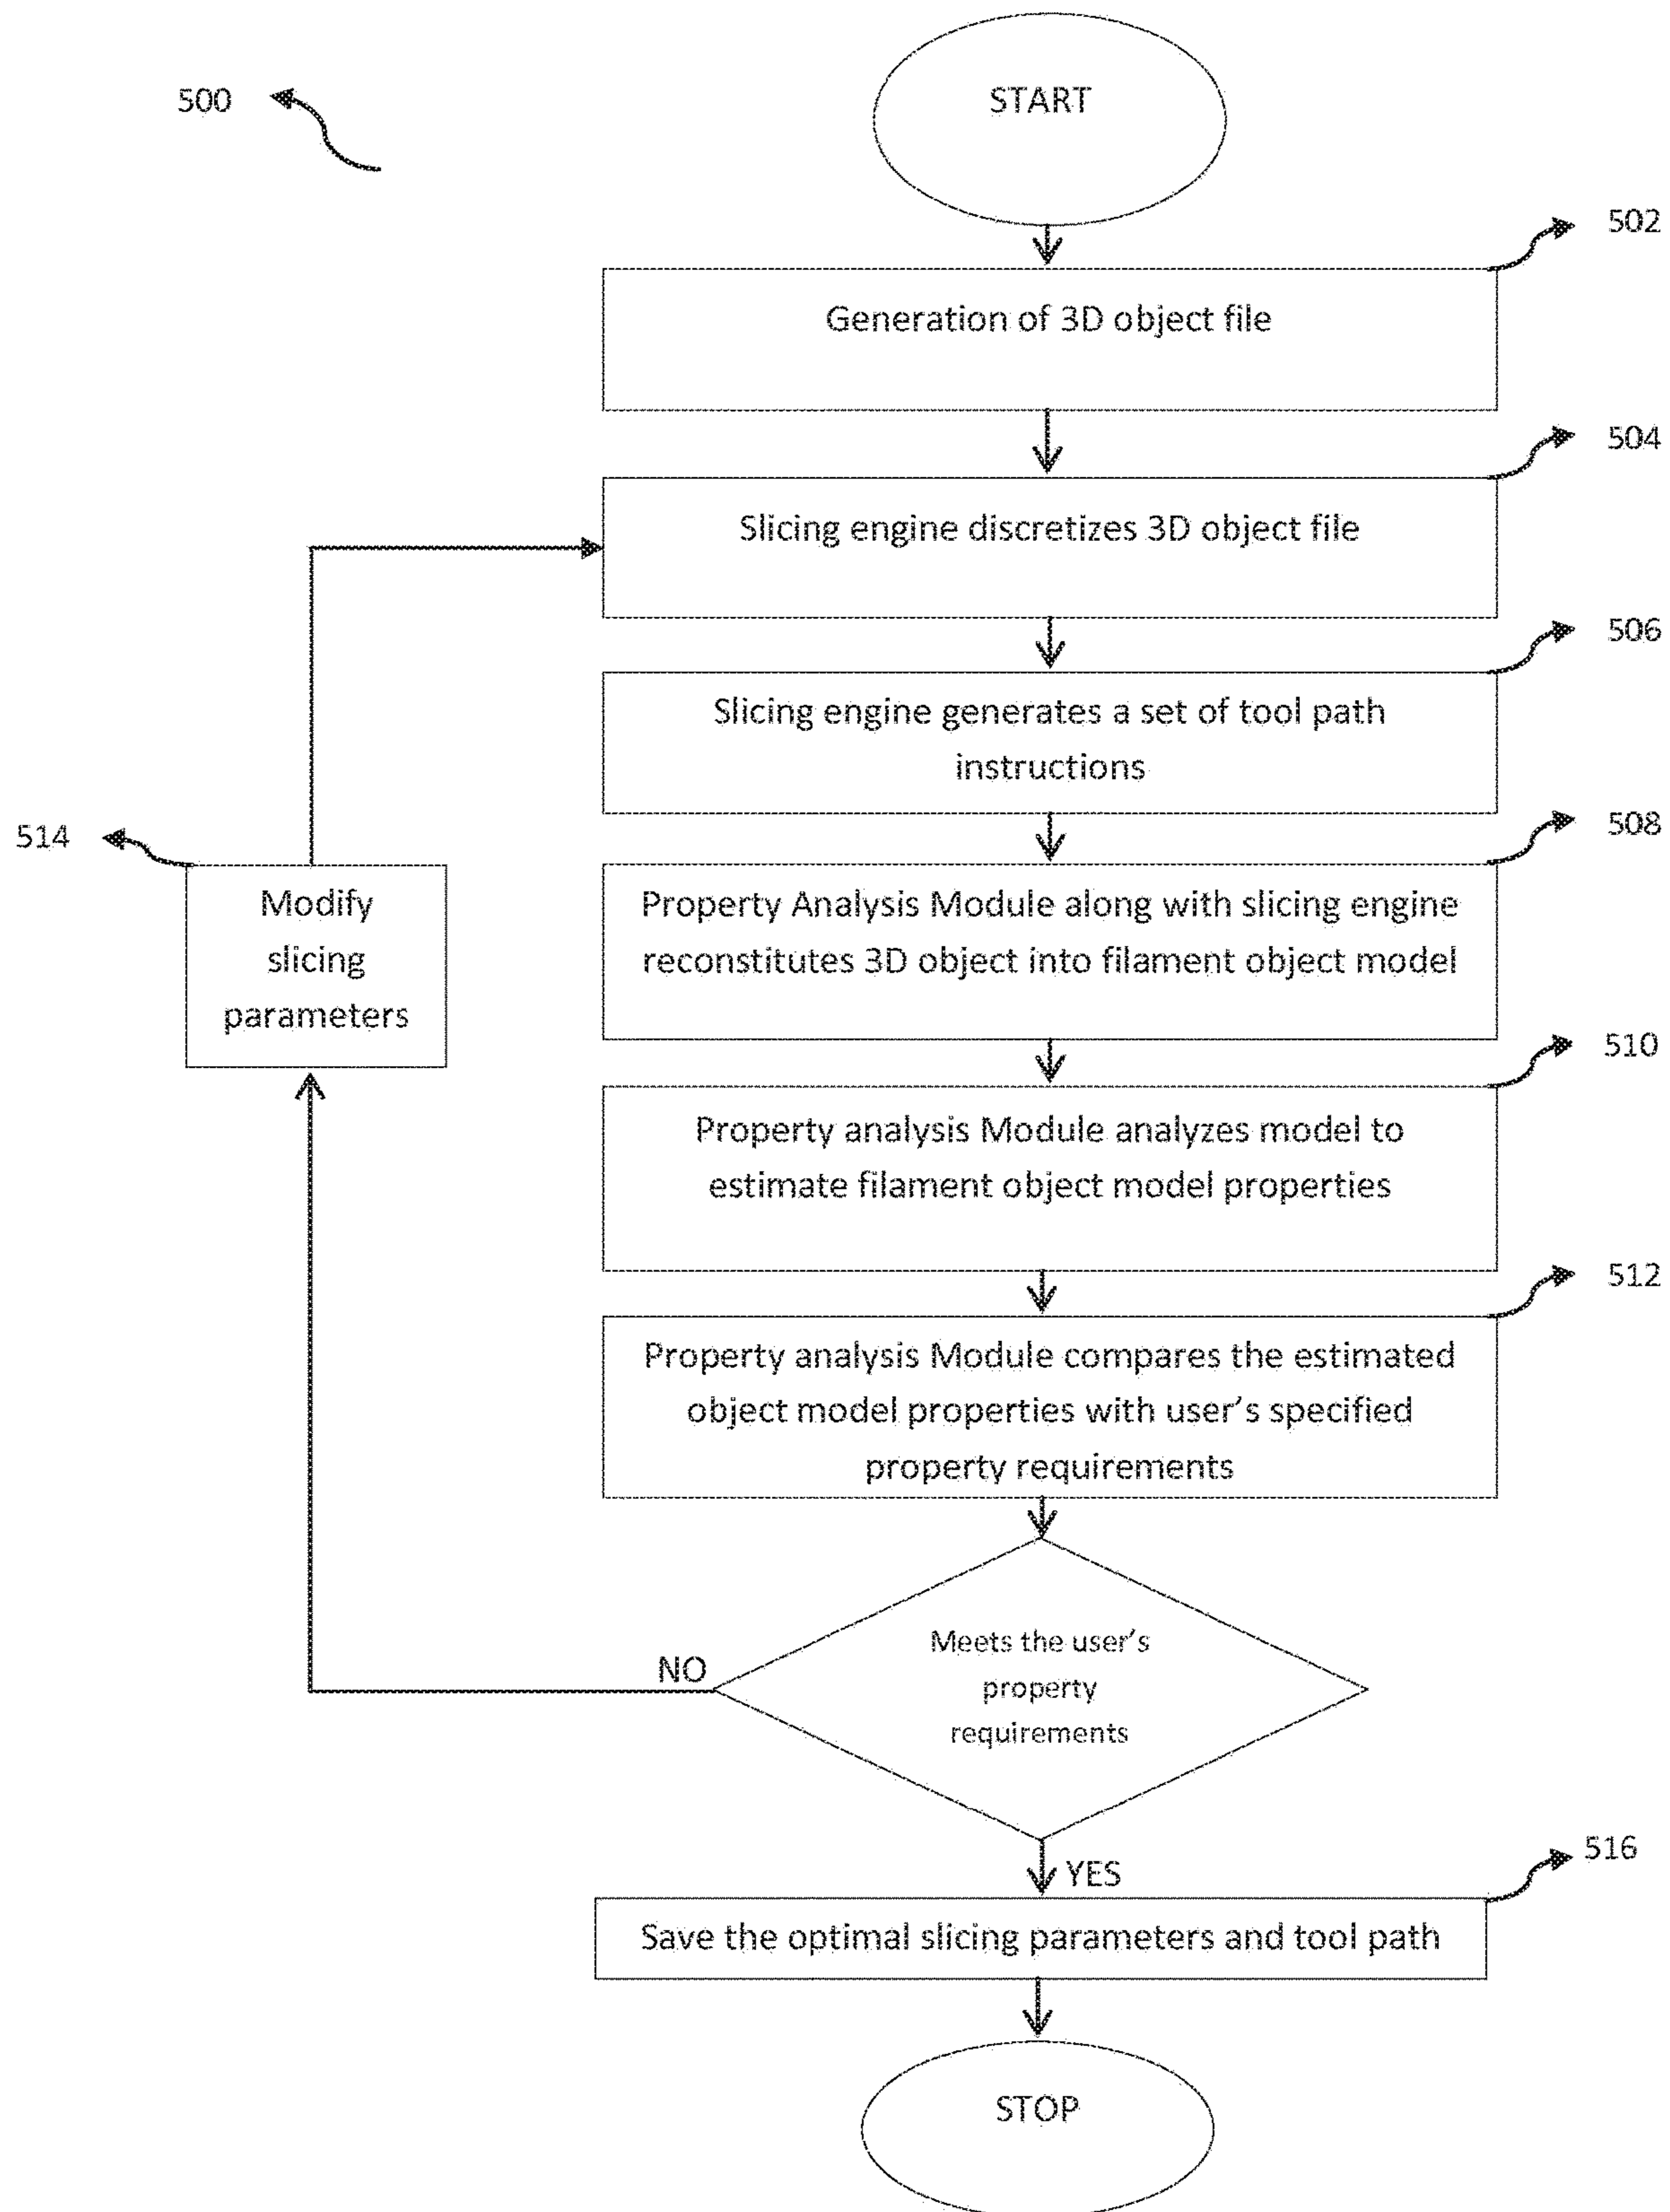 500
START
502
Generation of 3D object file
504
Slicing engine discretizes 3D object file
506
Slicing engine generates a set of tool path
instructions
508
514
Modify
slicing
parameters
Property Analysis Module along with slicing engine
reconstitutes 3D object into filament object model
510
Property analysis Module analyzes model to
estimate filament object model properties
512
Property analysis Module compares the estimated
object model properties with user's specified
property requirements
Meets the user's
property
requirements
NO
YES
516
Save the optimal slicing parameters and tool path
STOP